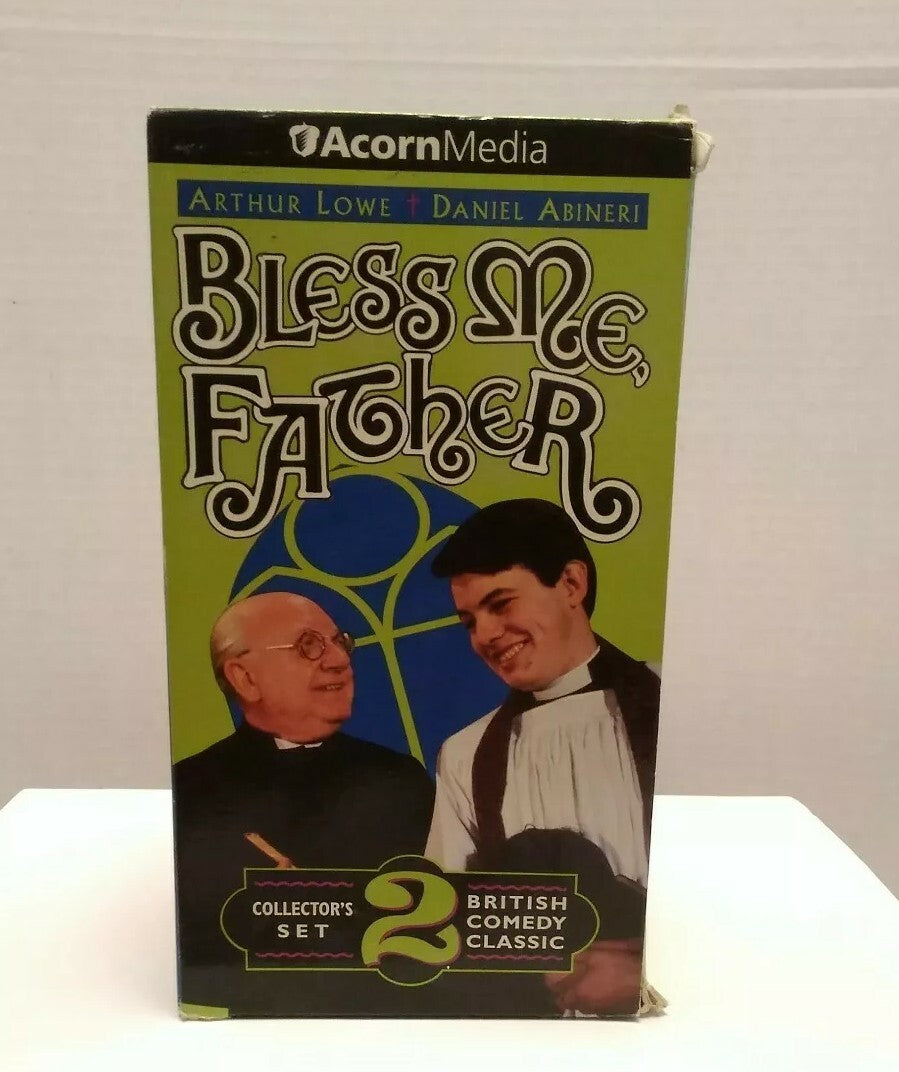 AcornMedia
ARTHUR LOWE † DANIEL ABINERI
BLESS ME,
FATHER
COLLECTOR'S
SET
2
BRITISH
COMEDY
CLASSIC